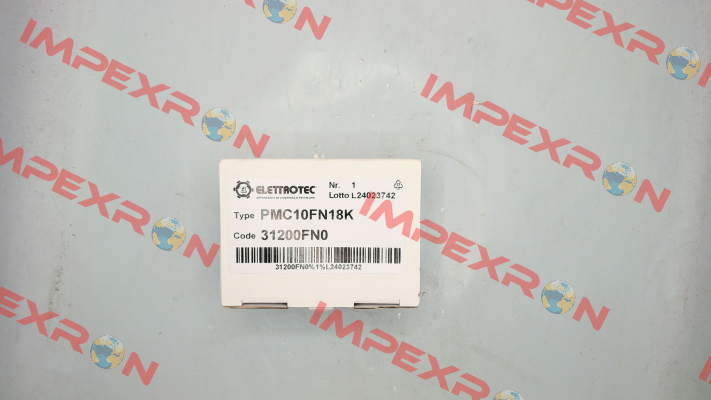 IMPEXRON
IMPEXRON
IMPEXRON
IMPEXRON
ELETTROTEC
Nr. 1
Lotto L24023742
Type PMC10FN18K
Code 31200FN0
31200FN0%1%L24023742
IMPEXRON
IMPEXRON
IMPEXRON